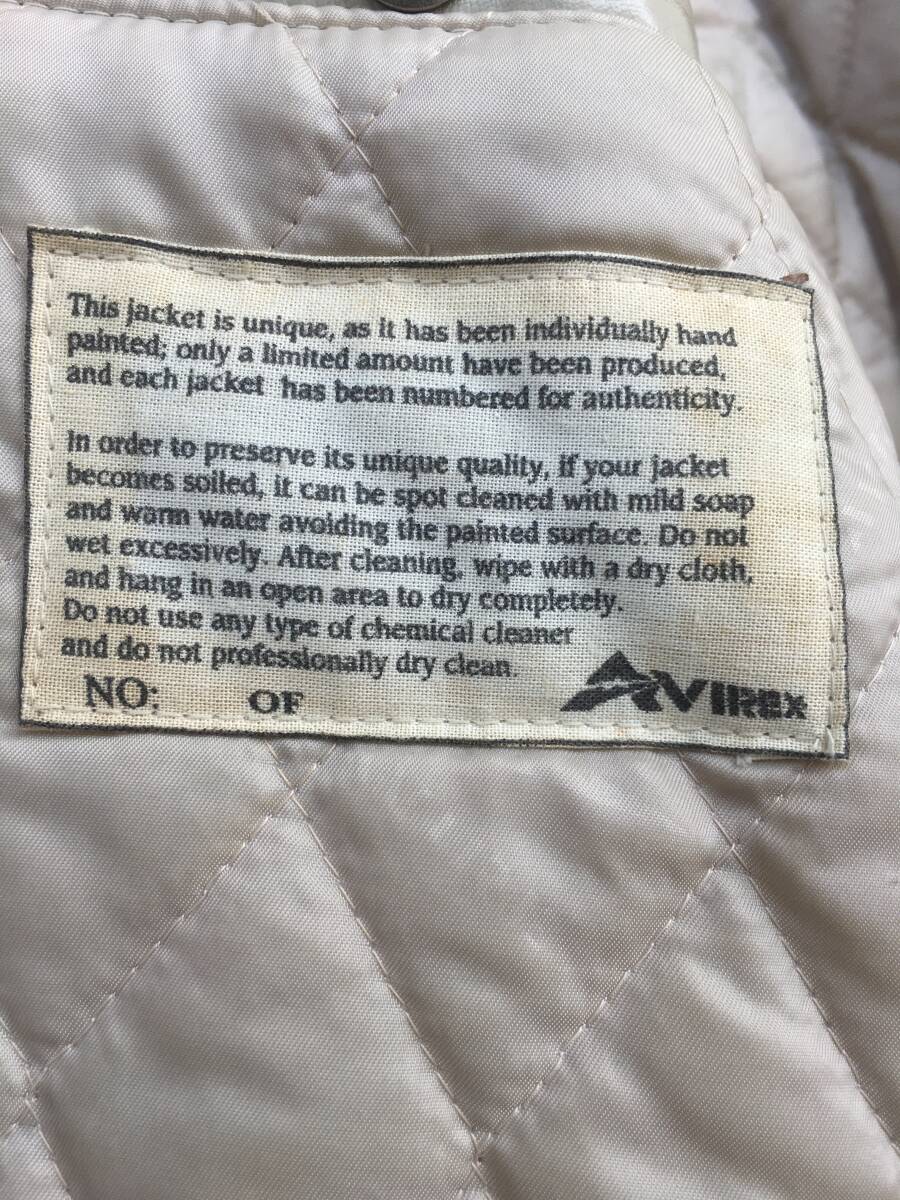 This jacket is unique, as it has been individually hand
painted; only a limited amount have been produced,
and each jacket has been numbered for authenticity.
In order to preserve its unique quality, if your jacket
becomes soiled, it can be spot cleaned with mild soap
and warm water avoiding the painted surface. Do not
wet excessively. After cleaning, wipe with a dry cloth,
and hang in an open area to dry completely.
Do not use any type of chemical cleaner
and do not professionally dry clean.
NO: OF
AVIREX